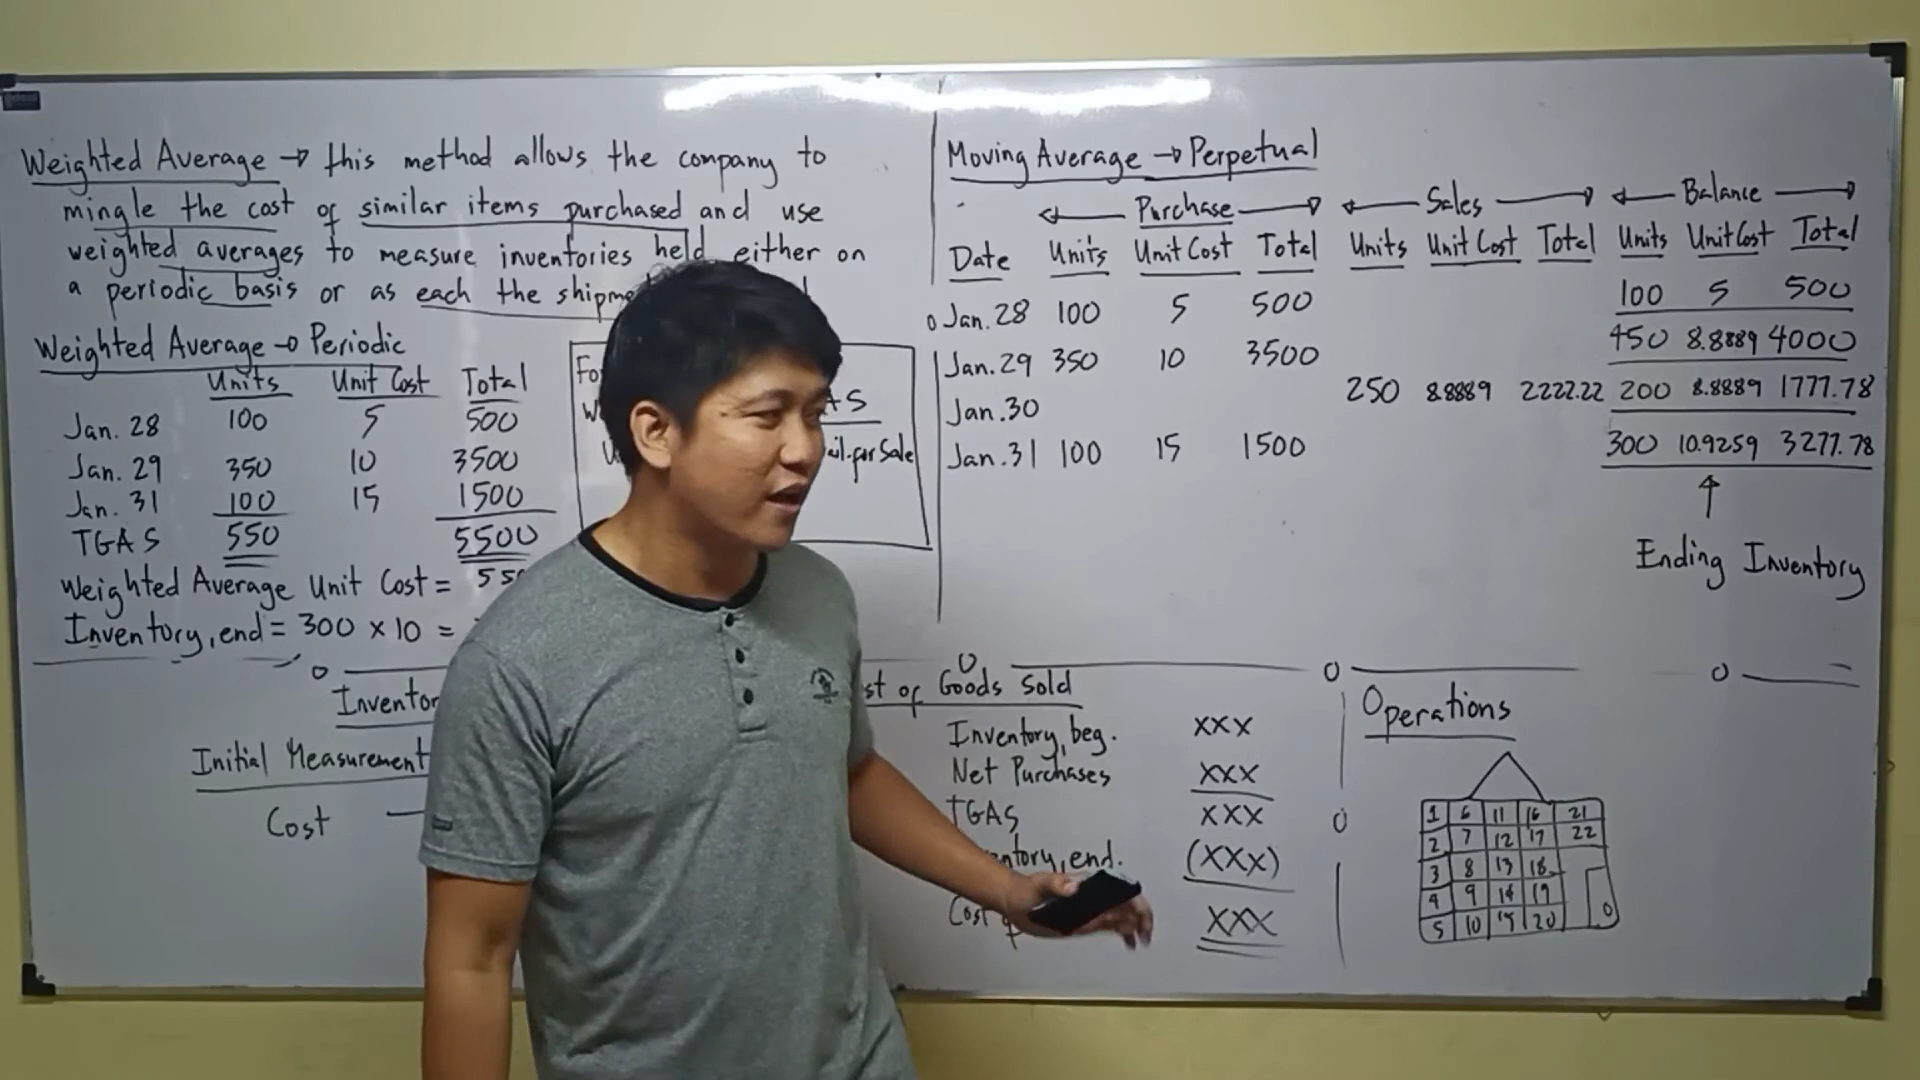 Weighted Average → this method allows the company to
mingle the cost of similar items purchased and use
weighted averages to measure inventories held either on
a periodic basis or as each the
Weighted Average → Periodic
Units Unit Cost Total
Jan. 28 100 5 500
Jan. 29 350 10 3500
Jan. 31 100 15 1500
TGAS 550 5500
Weighted Average Unit Cost =
Inventory, end = 300 x 10 =
Initial Measurement
Cost
for Sale
Moving Average → Perpetual
Purchase Sales Balance
Date Units Unit Cost Total Units Unit Cost Total Units Unit Cost Total
100 5 500
Jan. 28 100 5 500
450 8.8889 4000
Jan. 29 350 10 3500
250 8.8889 2222.22 200 8.8889 1777.78
Jan. 30
300 10.9259 3277.78
Jan. 31 100 15 1500
Ending Inventory
of Goods Sold
Inventory, beg. XXX
Net Purchases XXX
TGAS XXX
end. (XXX)
Cost XXX
Operations
1 6 11 16 21
2 7 12 17 22
3 8 13 18
4 9 14 19
5 10 15 20